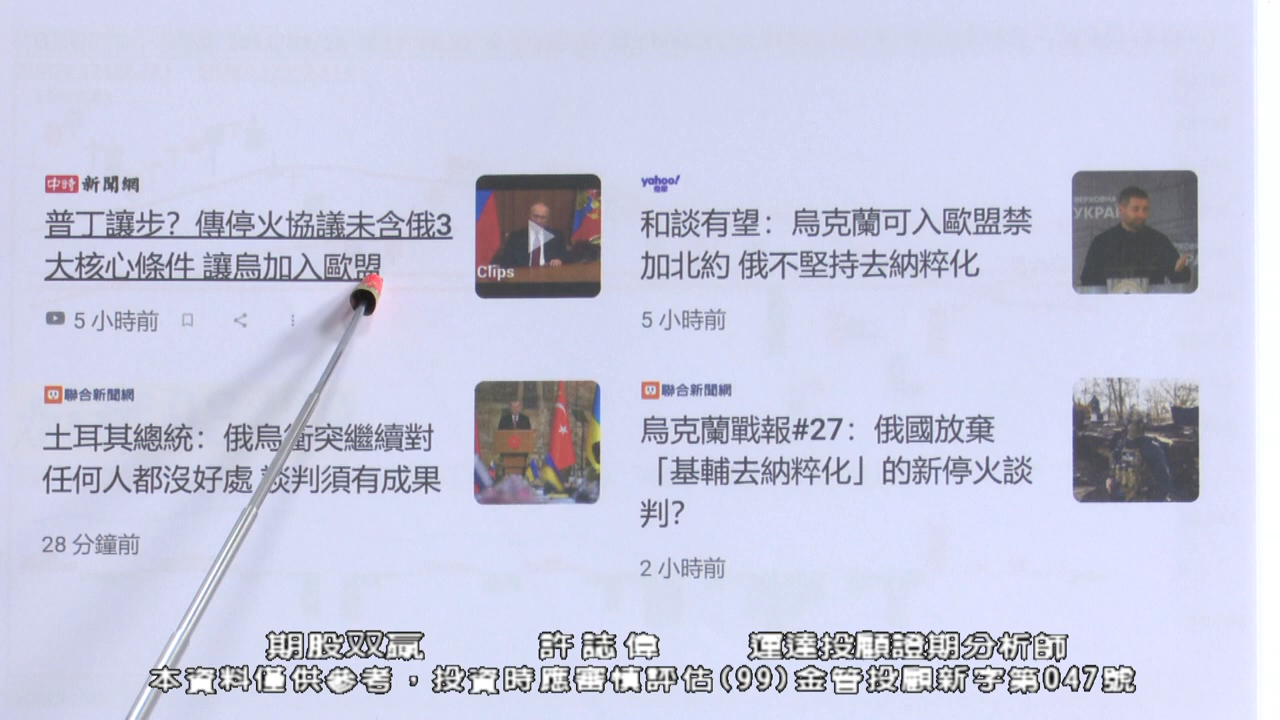 中時 新聞網
普丁讓步？傳停火協議未含俄3
大核心條件 讓烏加入歐盟
5 小時前
Clips
yahoo!
和談有望：烏克蘭可入歐盟禁
加北約 俄不堅持去納粹化
5 小時前
聯合新聞網
土耳其總統：俄烏衝突繼續對
任何人都沒好處 談判須有成果
28 分鐘前
聯合新聞網
烏克蘭戰報#27：俄國放棄
「基輔去納粹化」的新停火談
判？
2 小時前
期股双贏 許誌偉 運達投顧證期分析師
本資料僅供參考，投資時應審慎評估(99)金管投顧新字第047號